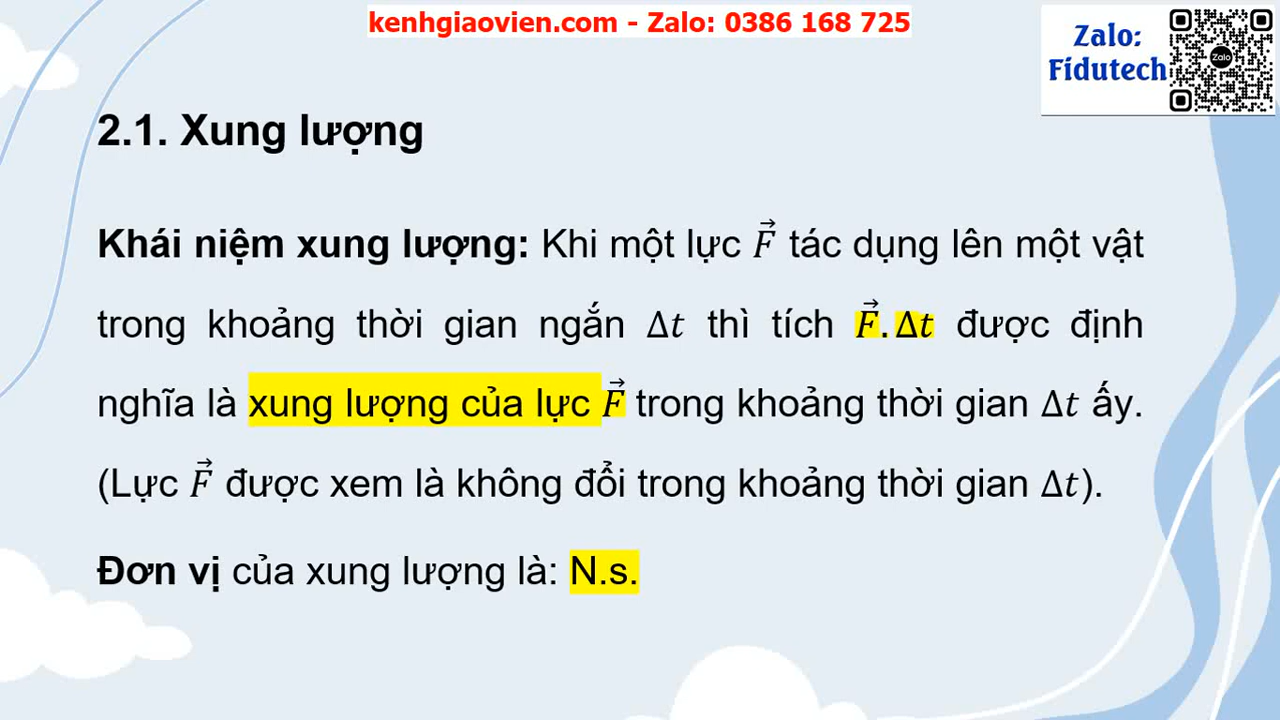 kenhgiaovien.com - Zalo: 0386 168 725
Zalo:
Fidutech
Zalo
2.1. Xung lượng
Khái niệm xung lượng: Khi một lực F⃗ tác dụng lên một vật
trong khoảng thời gian ngắn Δt thì tích F⃗.Δt được định
nghĩa là xung lượng của lực F⃗ trong khoảng thời gian Δt ấy.
(Lực F⃗ được xem là không đổi trong khoảng thời gian Δt).
Đơn vị của xung lượng là: N.s.